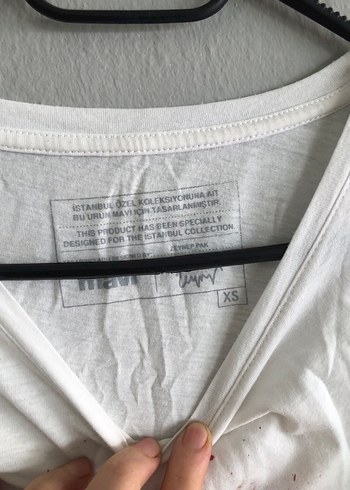 İSTANBUL ÖZEL KOLEKSİYONUNA AİT
BU ÜRÜN MAVİ İÇİN TASARLANMIŞTIR.
THIS PRODUCT HAS BEEN SPECIALLY
DESIGNED FOR THE ISTANBUL COLLECTION.
ZEYNEP PAK
mavi
XS